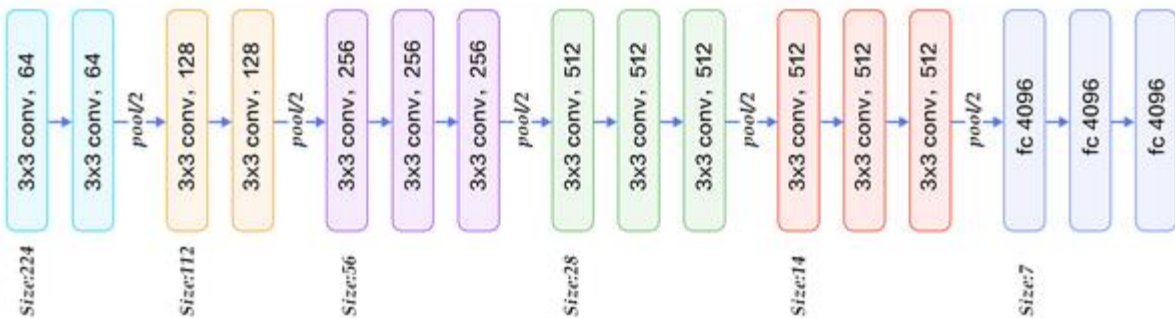 3x3 conv, 64
3x3 conv, 64
pool/2
3x3 conv, 128
3x3 conv, 128
pool/2
3x3 conv, 256
3x3 conv, 256
3x3 conv, 256
pool/2
3x3 conv, 512
3x3 conv, 512
3x3 conv, 512
pool/2
3x3 conv, 512
3x3 conv, 512
3x3 conv, 512
pool/2
fc 4096
fc 4096
fc 4096
Size:224
Size:112
Size:56
Size:28
Size:14
Size:7